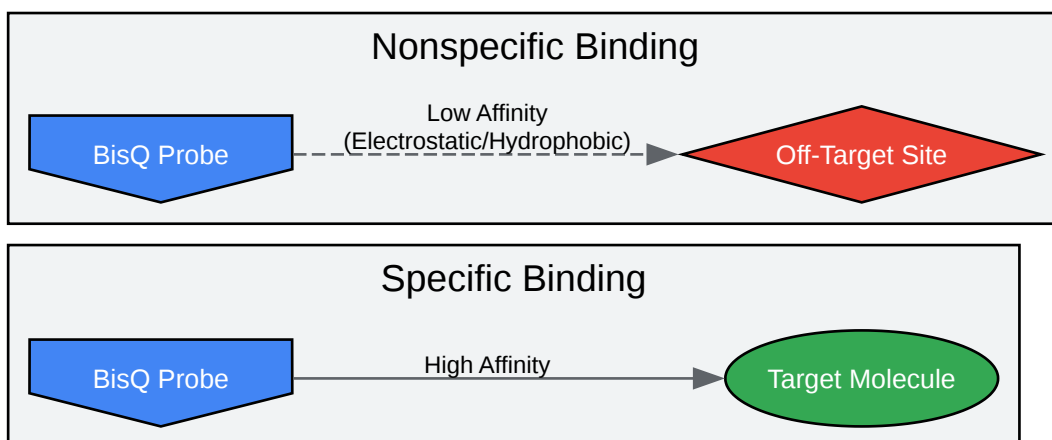 Nonspecific Binding
BisQ Probe
Low Affinity
(Electrostatic/Hydrophobic)
Off-Target Site
Specific Binding
BisQ Probe
High Affinity
Target Molecule